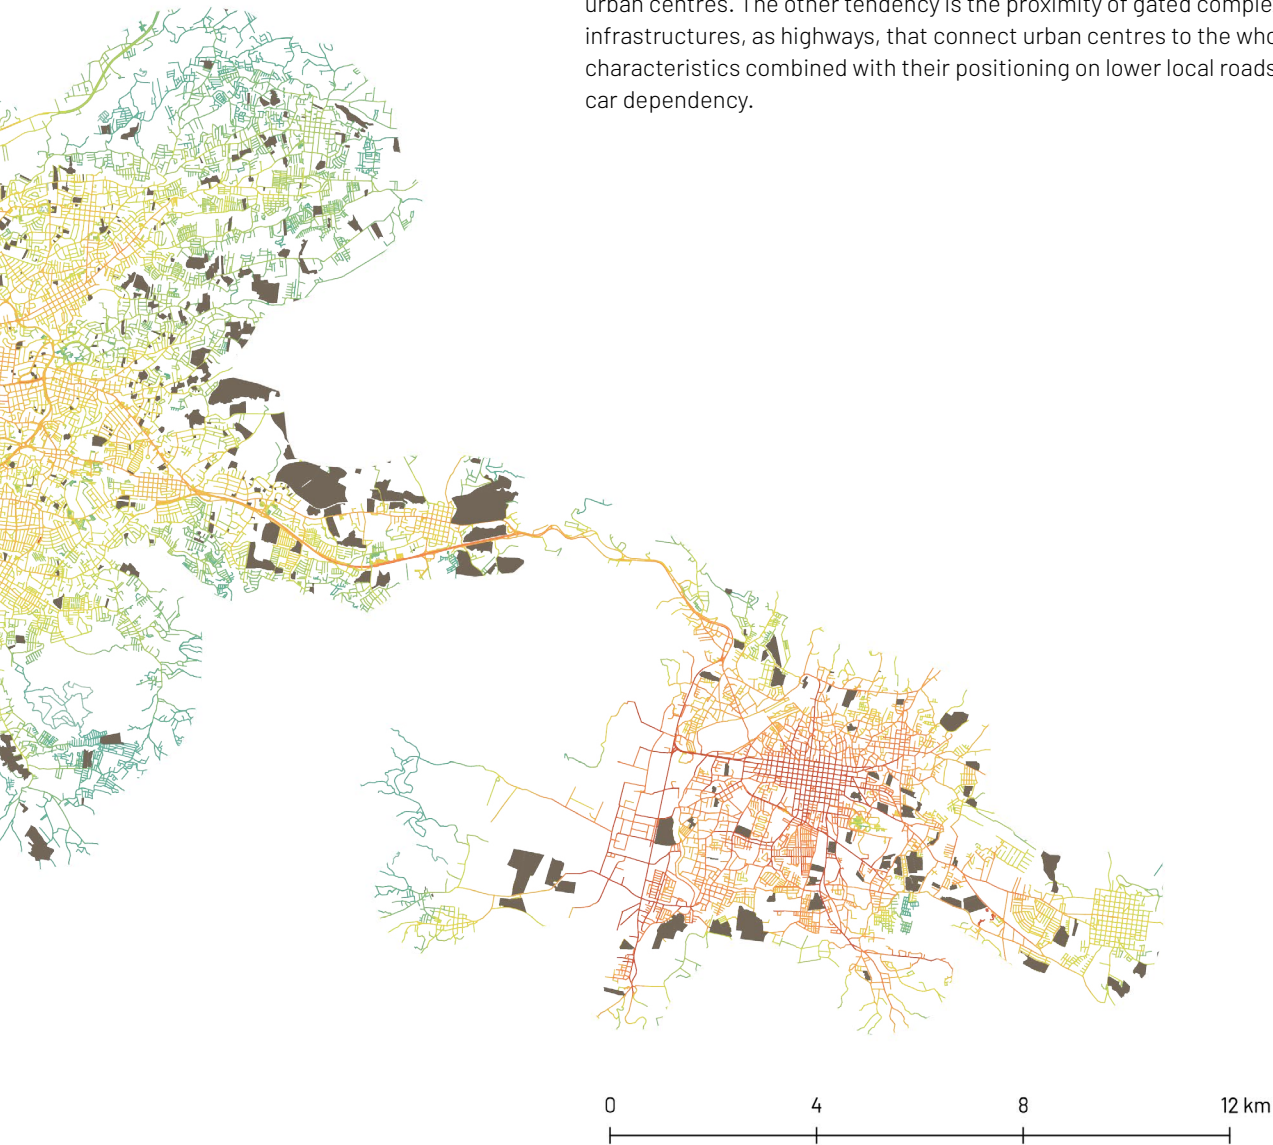 urban centres. The other tendency is the proximity of gated comple
infrastructures, as highways, that connect urban centres to the who
characteristics combined with their positioning on lower local roads
car dependency.
0 4 8 12 km